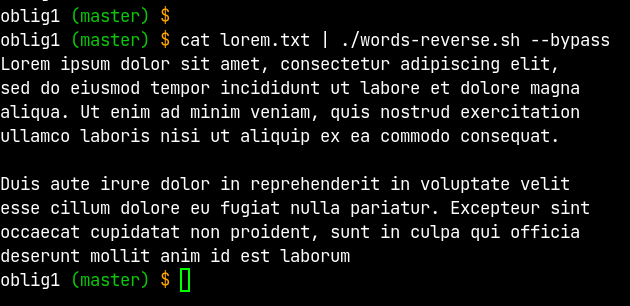 oblig1 (master) $
oblig1 (master) $ cat lorem.txt | ./words-reverse.sh --bypass
Lorem ipsum dolor sit amet, consectetur adipiscing elit,
sed do eiusmod tempor incididunt ut labore et dolore magna
aliqua. Ut enim ad minim veniam, quis nostrud exercitation
ullamco laboris nisi ut aliquip ex ea commodo consequat.

Duis aute irure dolor in reprehenderit in voluptate velit
esse cillum dolore eu fugiat nulla pariatur. Excepteur sint
occaecat cupidatat non proident, sunt in culpa qui officia
deserunt mollit anim id est laborum
oblig1 (master) $